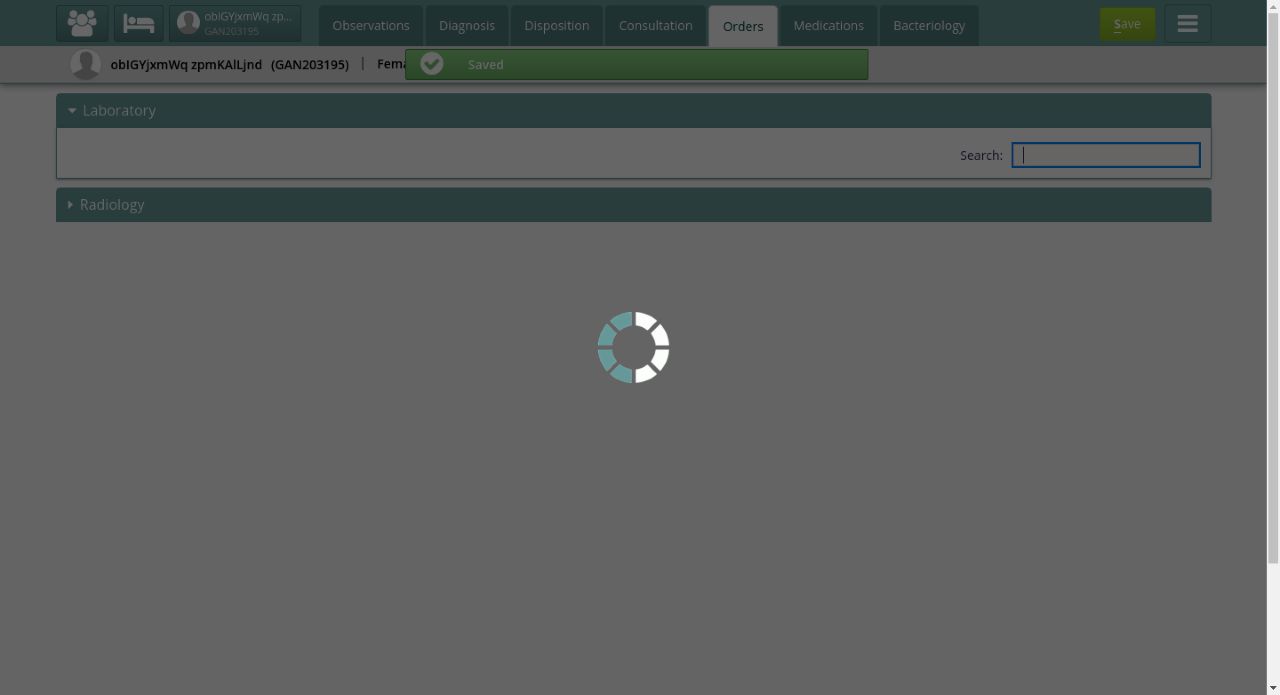 obIGYjxmWq zp...
GAN203195
Observations
Diagnosis
Disposition
Consultation
Orders
Medications
Bacteriology
Save
obIGYjxmWq zpmKAlLjnd (GAN203195) | Fema
Saved
Laboratory
Search:
Radiology